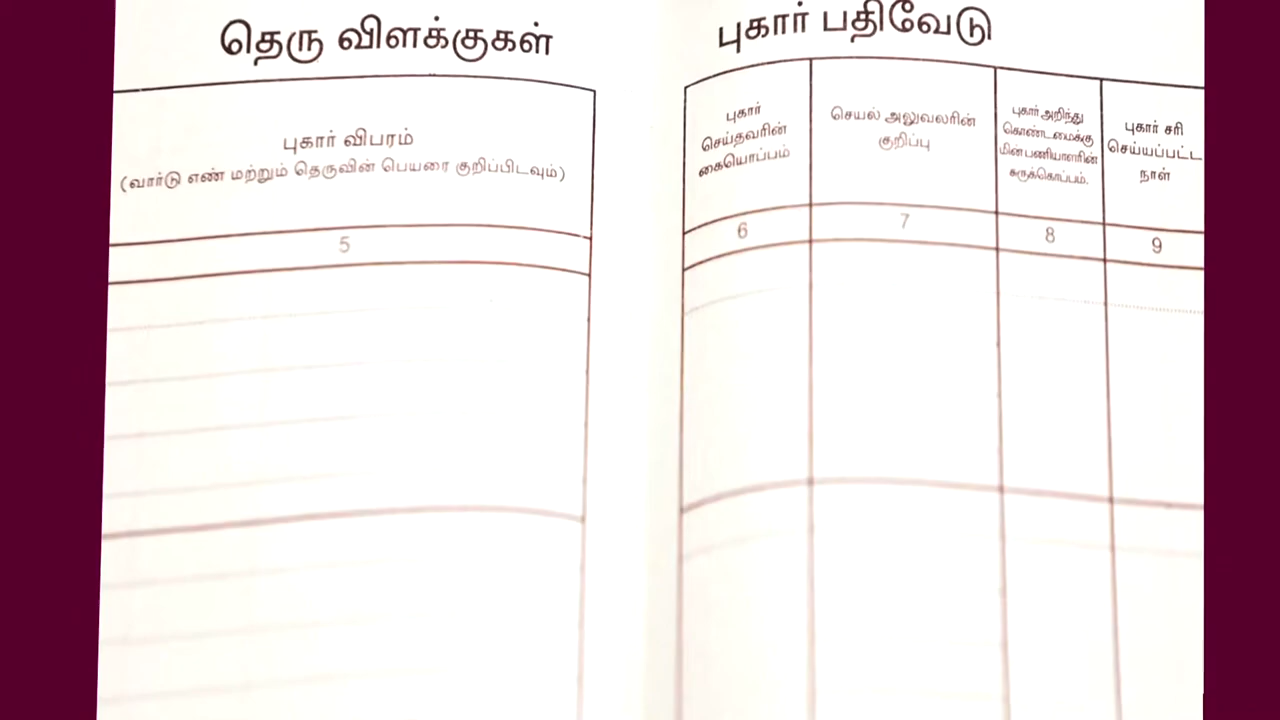 தெரு விளக்குகள்
புகார் விபரம்
(வார்டு எண் மற்றும் தெருவின் பெயரை குறிப்பிடவும்)
5
புகார் பதிவேடு
புகார்
செய்தவரின்
கையொப்பம்
செயல் அலுவலரின்
குறிப்பு
புகார் அறிந்து
கொண்டமைக்கு
மின்பணியாளரின்
சுருக்கொப்பம்.
புகார் சரி
செய்யப்பட்ட
நாள்
6
7
8
9